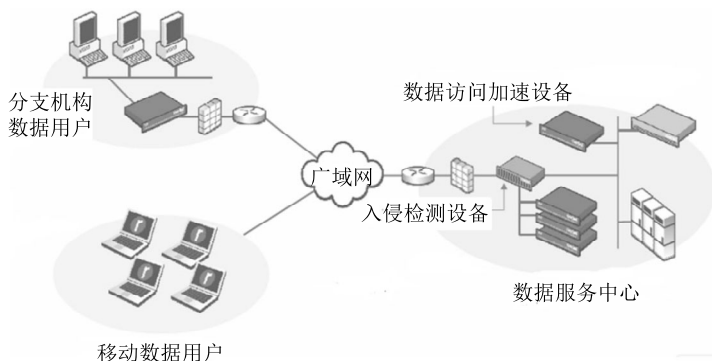 分支机构
数据用户
数据访问加速设备
广域网
入侵检测设备
数据服务中心
移动数据用户